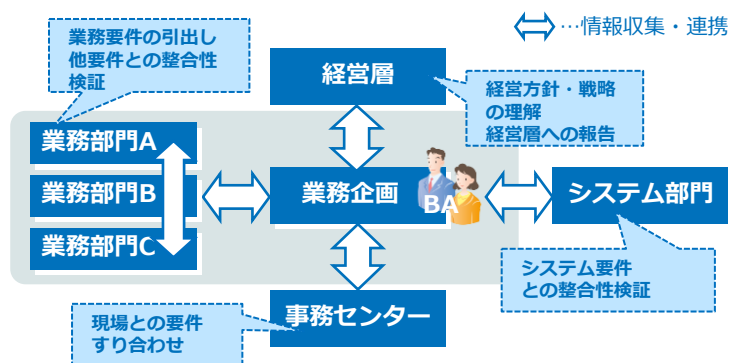 …情報収集・連携
業務要件の引出し
他要件との整合性
検証
経営層
経営方針・戦略
の理解
経営層への報告
業務部門A
業務部門B
業務部門C
業務企画
BA
システム部門
システム要件
との整合性検証
事務センター
現場との要件
すり合わせ